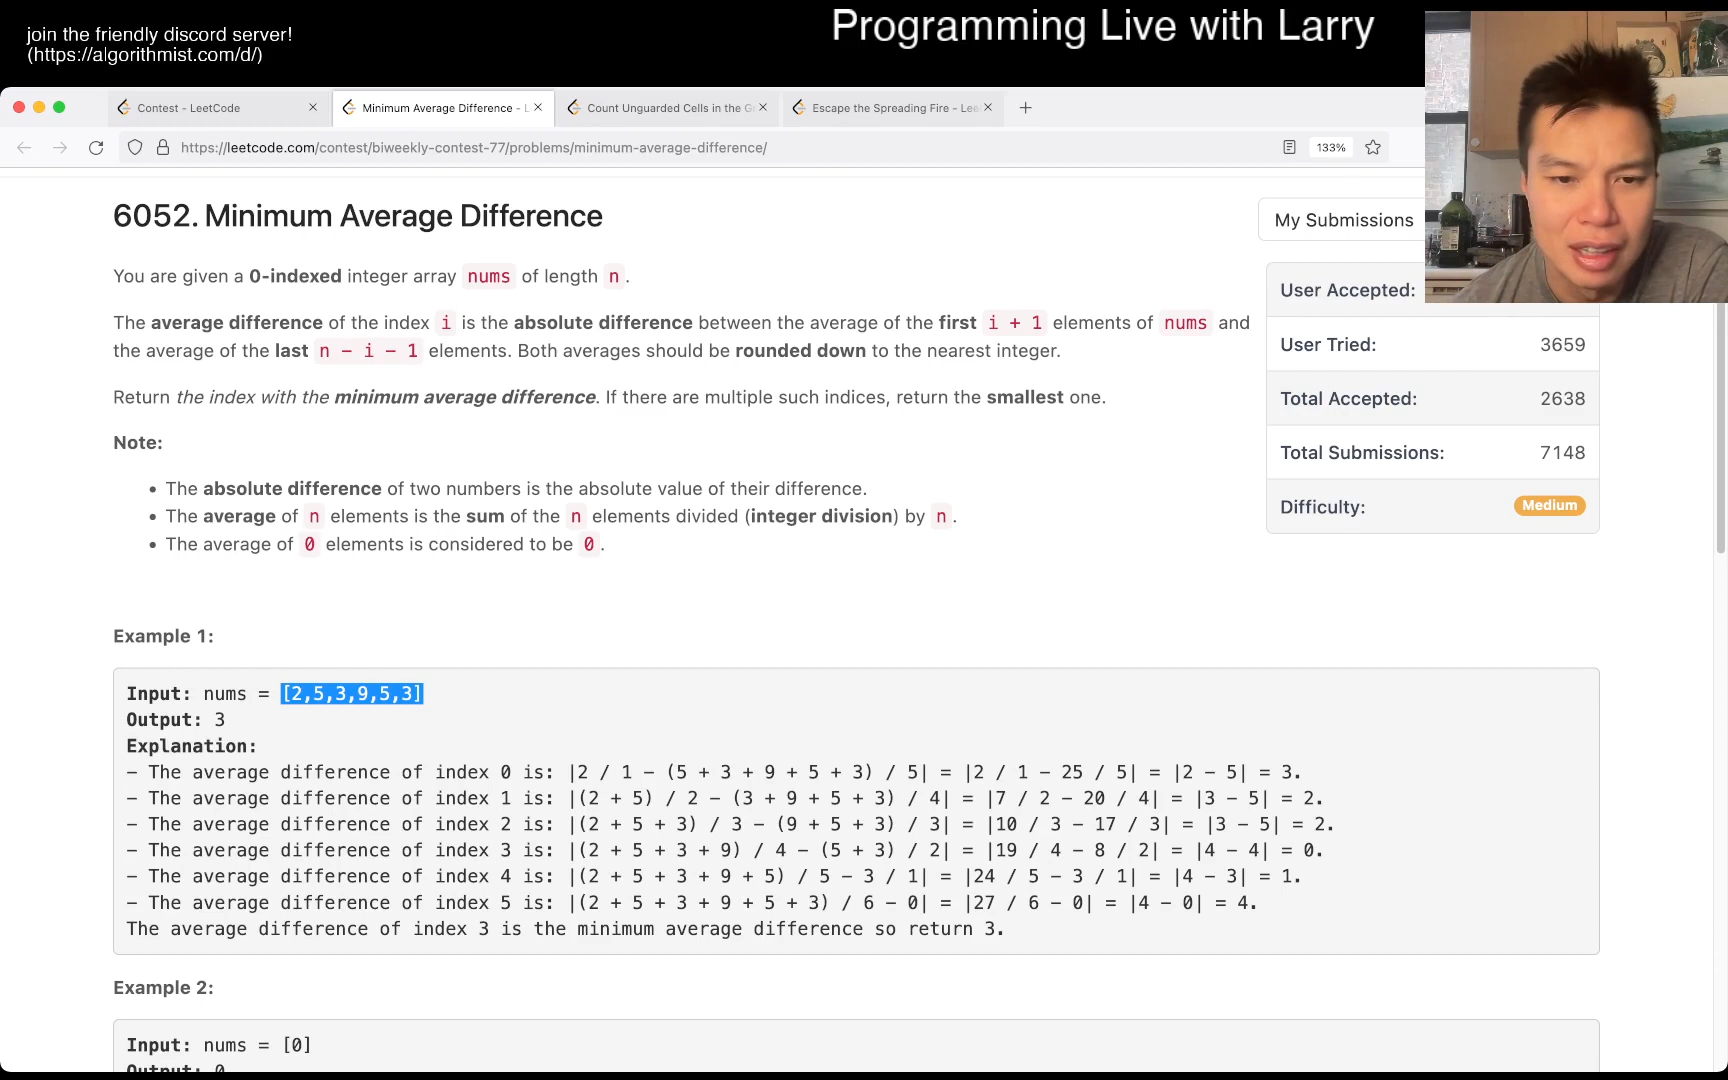 join the friendly discord server!
(https://algorithmist.com/d/)
Programming Live with Larry
Contest - LeetCode
Minimum Average Difference - L
Count Unguarded Cells in the G
Escape the Spreading Fire - Lee
https://leetcode.com/contest/biweekly-contest-77/problems/minimum-average-difference/
133%
6052. Minimum Average Difference
My Submissions
You are given a 0-indexed integer array nums of length n.
The average difference of the index i is the absolute difference between the average of the first i + 1 elements of nums and
the average of the last n - i - 1 elements. Both averages should be rounded down to the nearest integer.
Return the index with the minimum average difference. If there are multiple such indices, return the smallest one.
Note:
• The absolute difference of two numbers is the absolute value of their difference.
• The average of n elements is the sum of the n elements divided (integer division) by n.
• The average of 0 elements is considered to be 0.
User Accepted:
User Tried: 3659
Total Accepted: 2638
Total Submissions: 7148
Difficulty: Medium
Example 1:
Input: nums = [2,5,3,9,5,3]
Output: 3
Explanation:
- The average difference of index 0 is: |2 / 1 - (5 + 3 + 9 + 5 + 3) / 5| = |2 / 1 - 25 / 5| = |2 - 5| = 3.
- The average difference of index 1 is: |(2 + 5) / 2 - (3 + 9 + 5 + 3) / 4| = |7 / 2 - 20 / 4| = |3 - 5| = 2.
- The average difference of index 2 is: |(2 + 5 + 3) / 3 - (9 + 5 + 3) / 3| = |10 / 3 - 17 / 3| = |3 - 5| = 2.
- The average difference of index 3 is: |(2 + 5 + 3 + 9) / 4 - (5 + 3) / 2| = |19 / 4 - 8 / 2| = |4 - 4| = 0.
- The average difference of index 4 is: |(2 + 5 + 3 + 9 + 5) / 5 - 3 / 1| = |24 / 5 - 3 / 1| = |4 - 3| = 1.
- The average difference of index 5 is: |(2 + 5 + 3 + 9 + 5 + 3) / 6 - 0| = |27 / 6 - 0| = |4 - 0| = 4.
The average difference of index 3 is the minimum average difference so return 3.
Example 2:
Input: nums = [0]
Output: 0